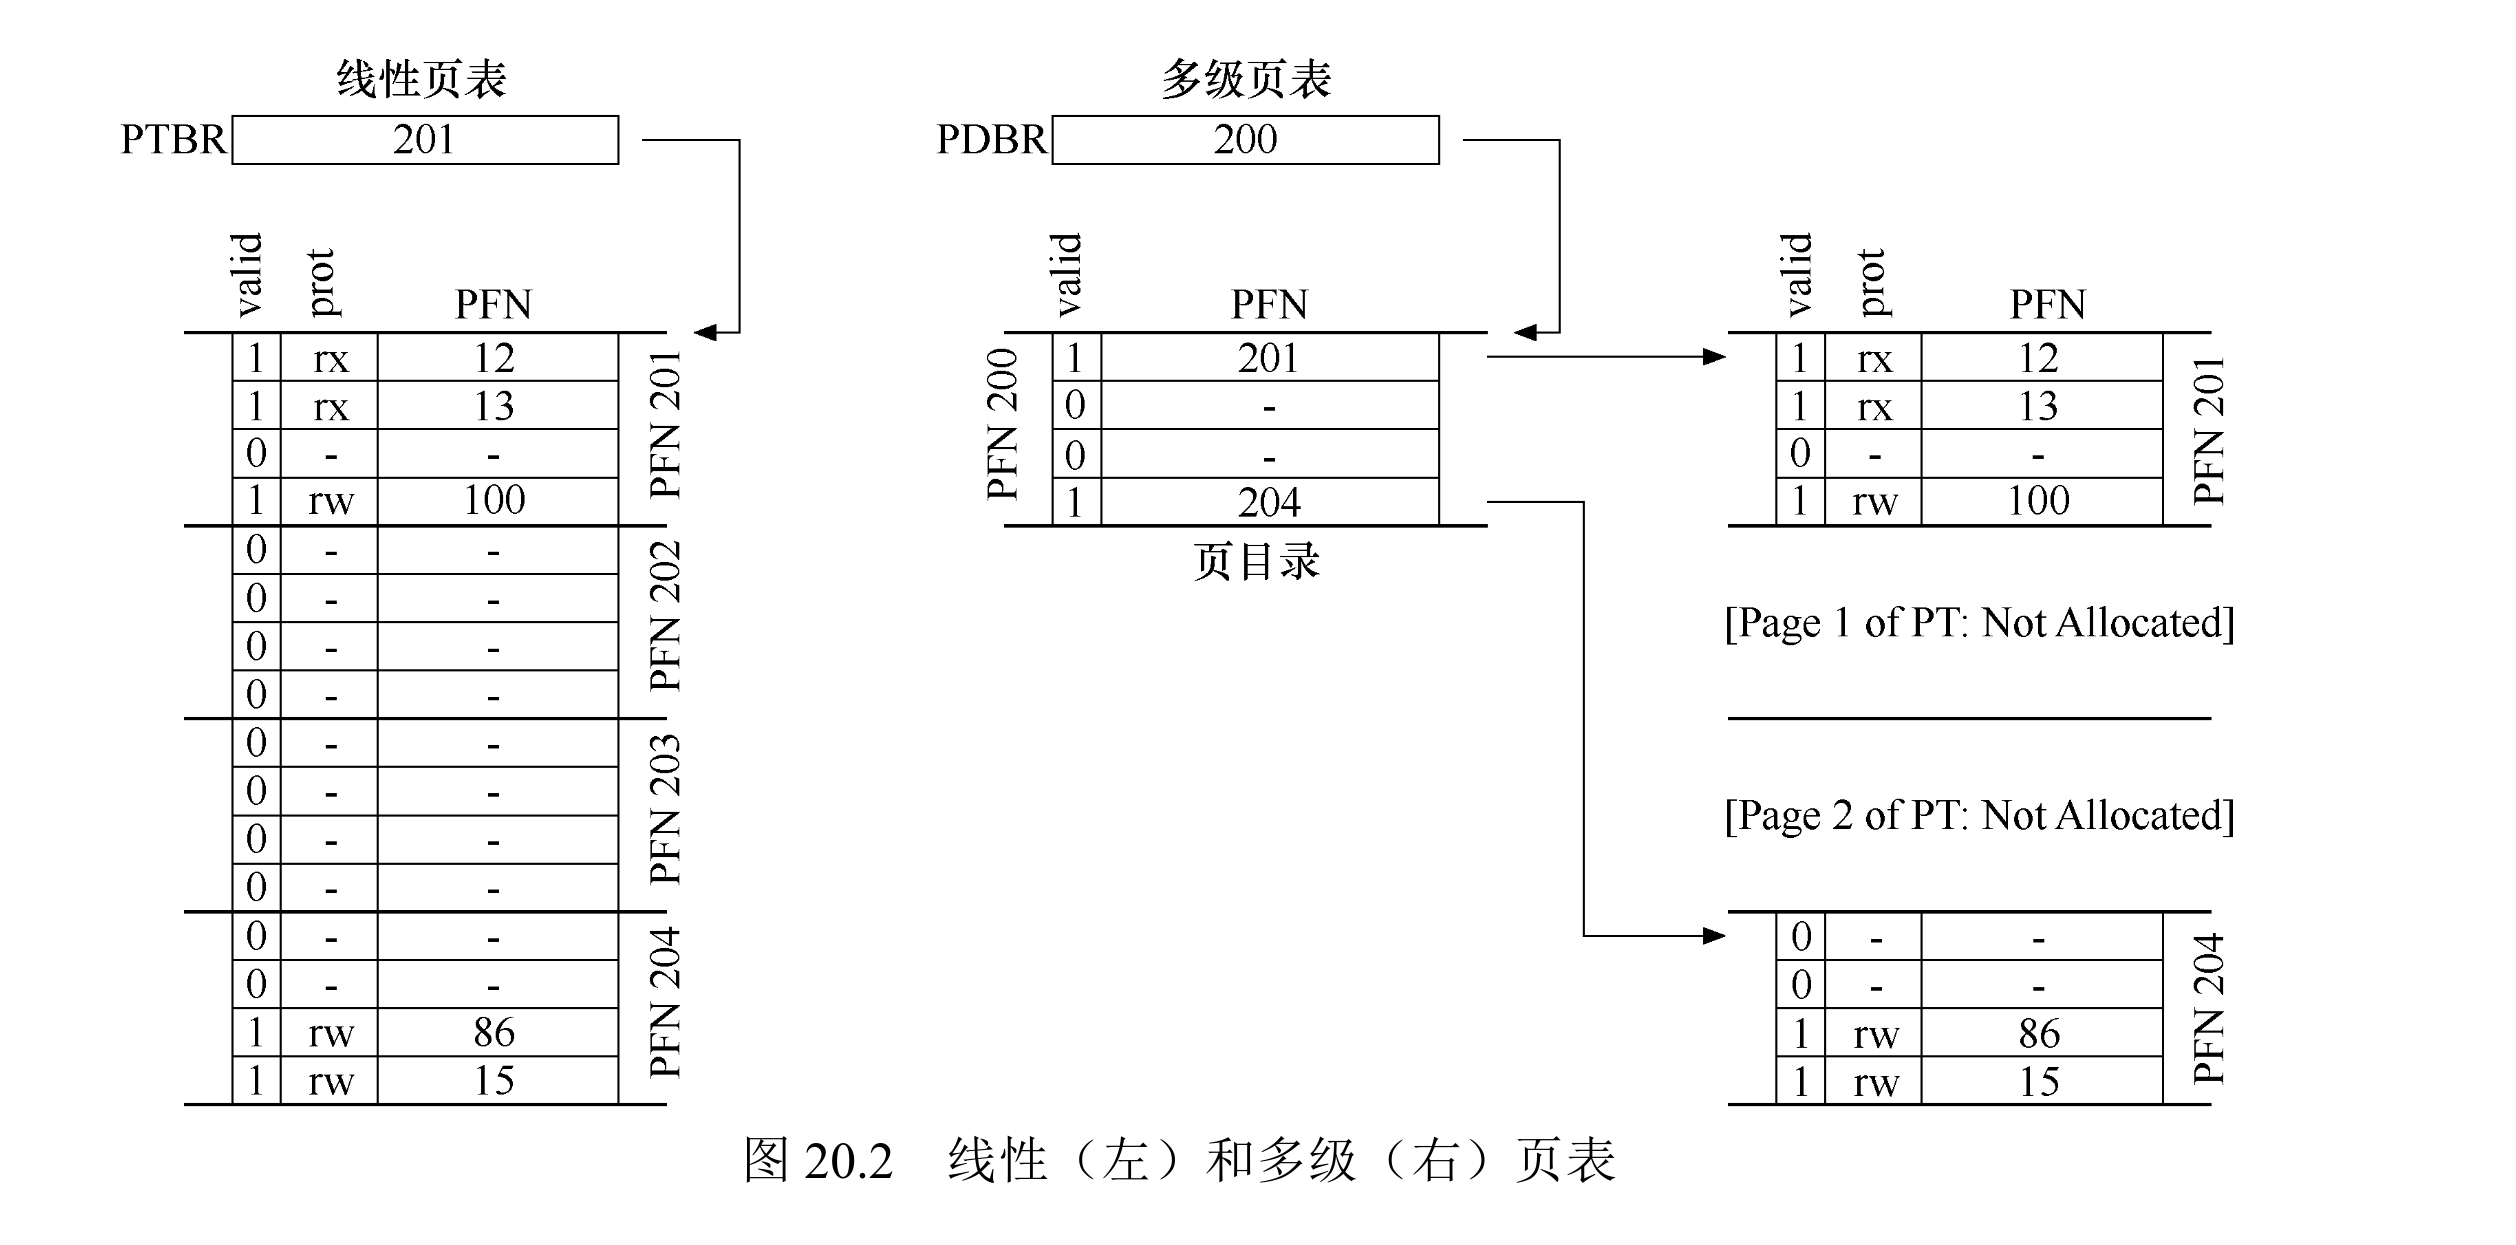 线性页表
PTBR 201
valid prot PFN
1 rx 12
1 rx 13
0 - -
1 rw 100
PFN 201
0 - -
0 - -
0 - -
0 - -
PFN 202
0 - -
0 - -
0 - -
0 - -
PFN 203
0 - -
0 - -
1 rw 86
1 rw 15
PFN 204
多级页表
PDBR 200
valid PFN
PFN 200
1 201
0 -
0 -
1 204
页目录
valid prot PFN
1 rx 12
1 rx 13
0 - -
1 rw 100
PFN 201
[Page 1 of PT: Not Allocated]
[Page 2 of PT: Not Allocated]
0 - -
0 - -
1 rw 86
1 rw 15
PFN 204
图 20.2 线性（左）和多级（右）页表